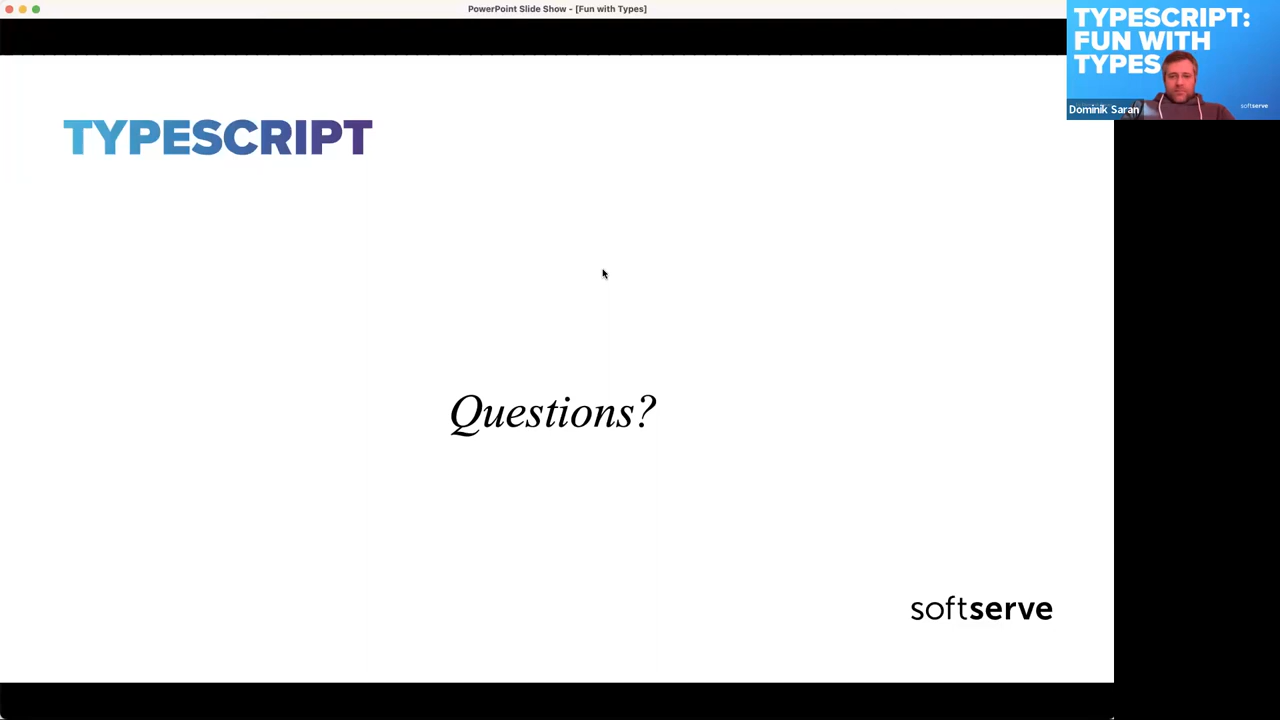 PowerPoint Slide Show - [Fun with Types]
TYPESCRIPT:
FUN WITH
TYPES
Dominik Saran
softserve
TYPESCRIPT
Questions?
softserve